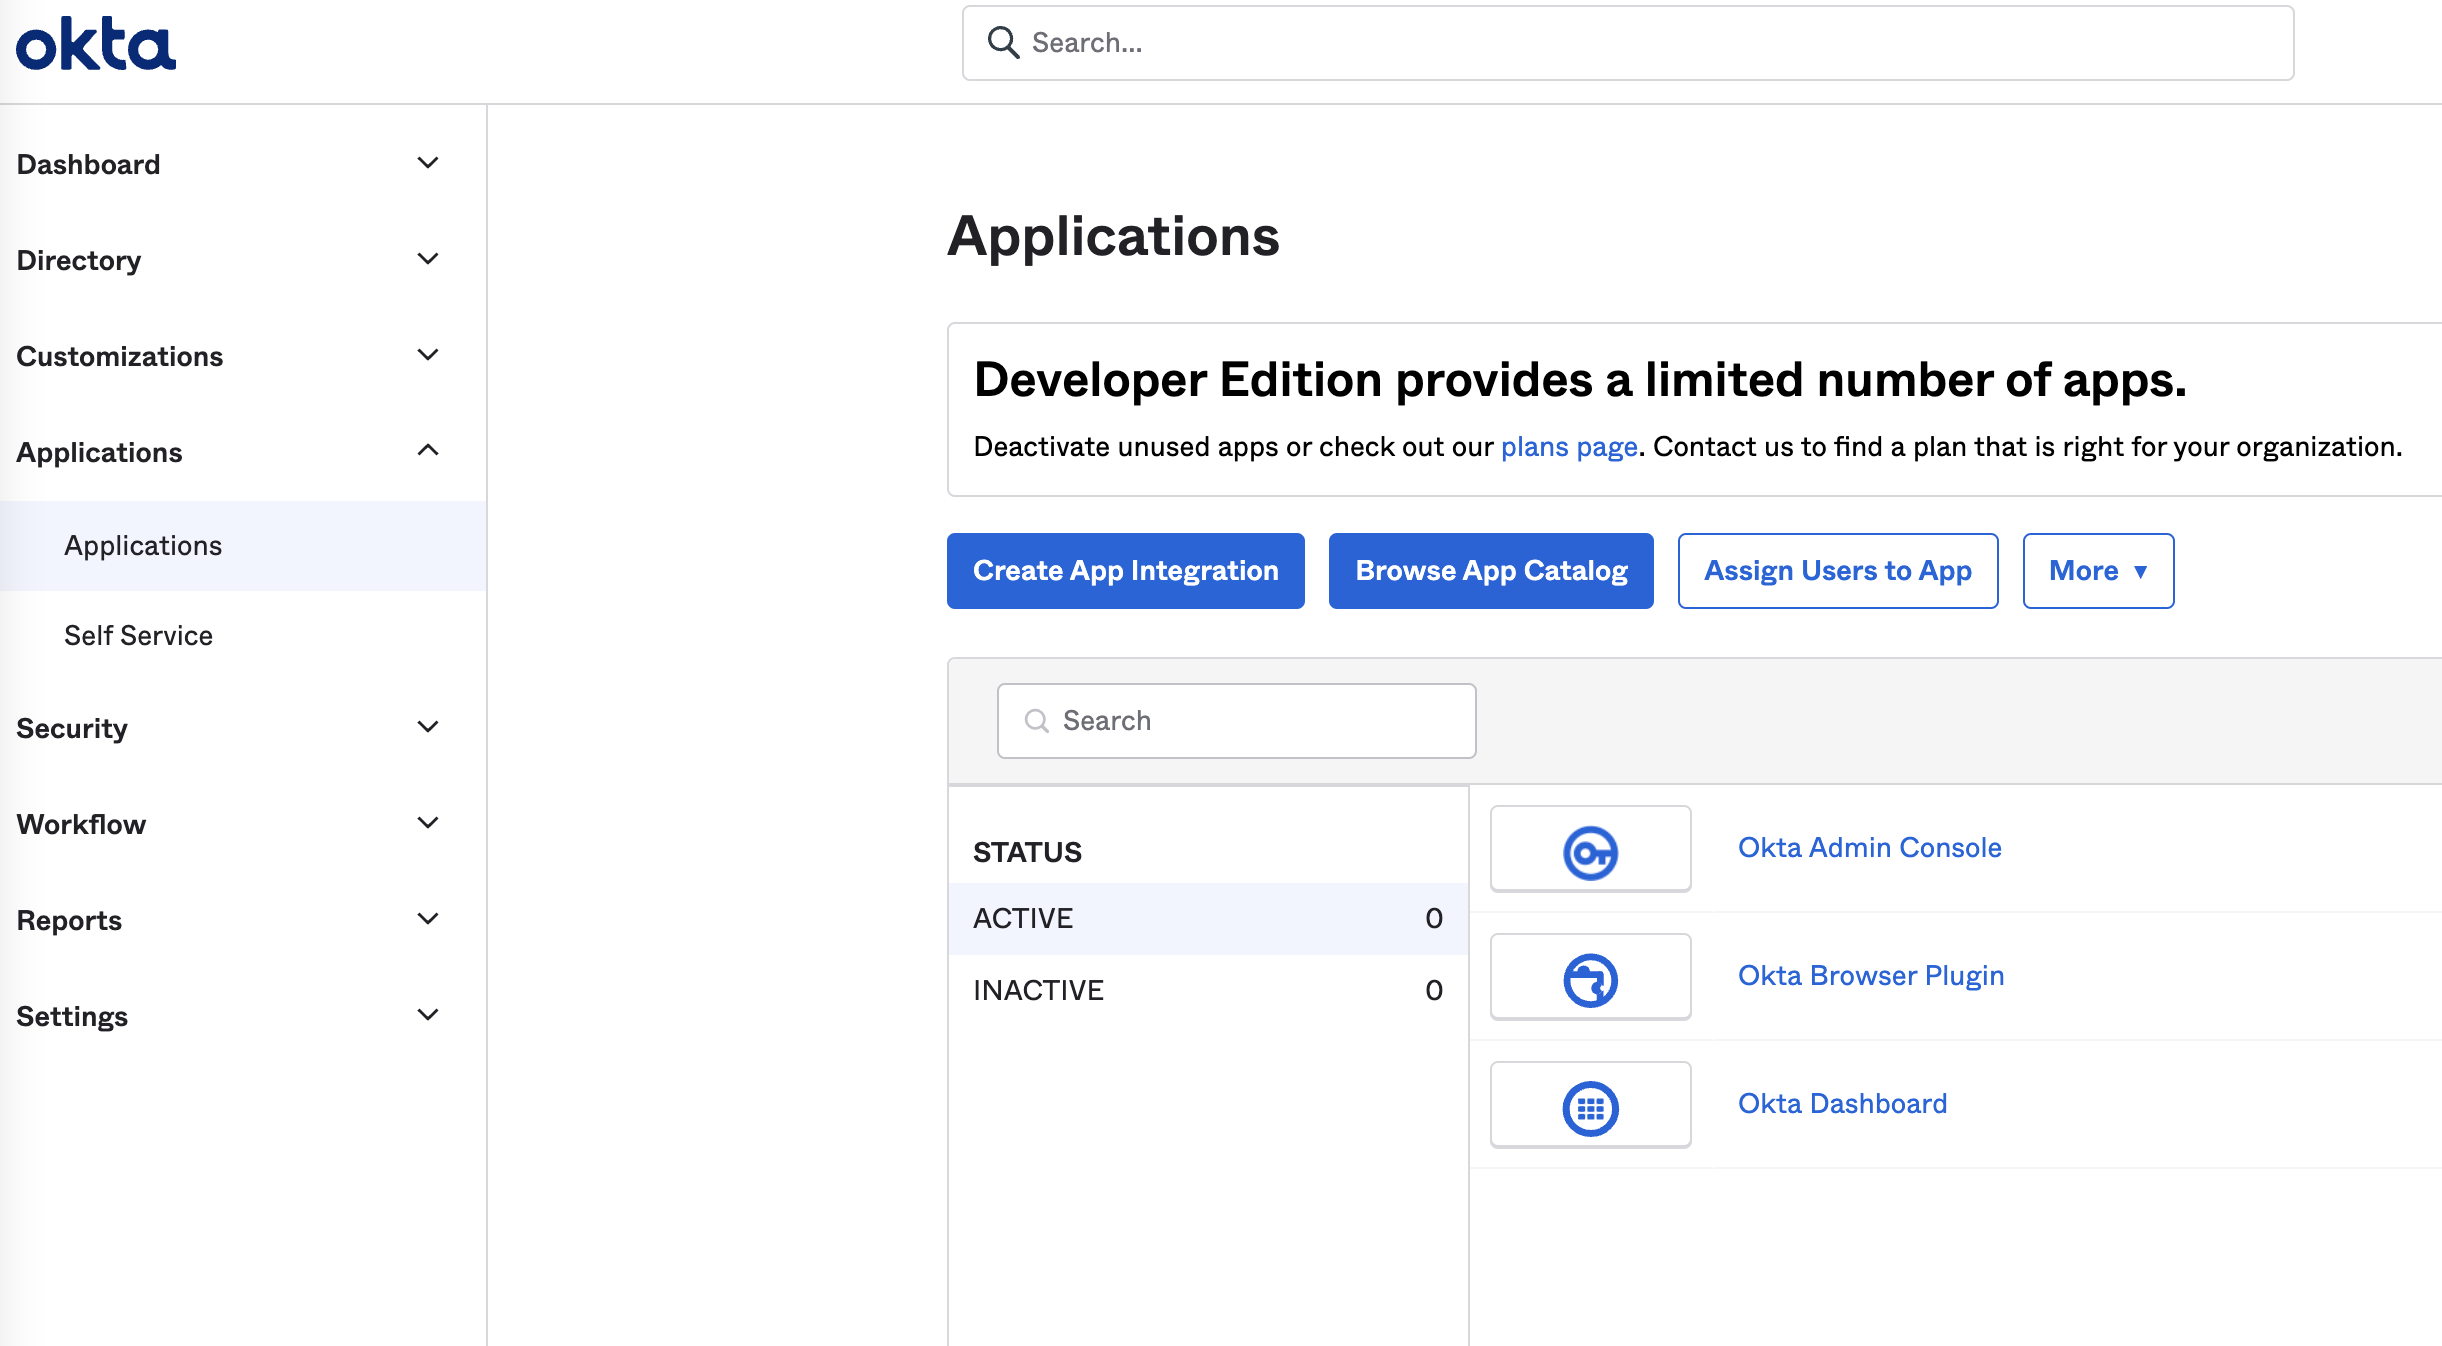 okta
Search...
Dashboard
Directory
Customizations
Applications
Applications
Self Service
Security
Workflow
Reports
Settings
Applications
Developer Edition provides a limited number of apps.
Deactivate unused apps or check out our plans page. Contact us to find a plan that is right for your organization.
Create App Integration
Browse App Catalog
Assign Users to App
More ▼
Search
STATUS
ACTIVE 0
INACTIVE 0
Okta Admin Console
Okta Browser Plugin
Okta Dashboard